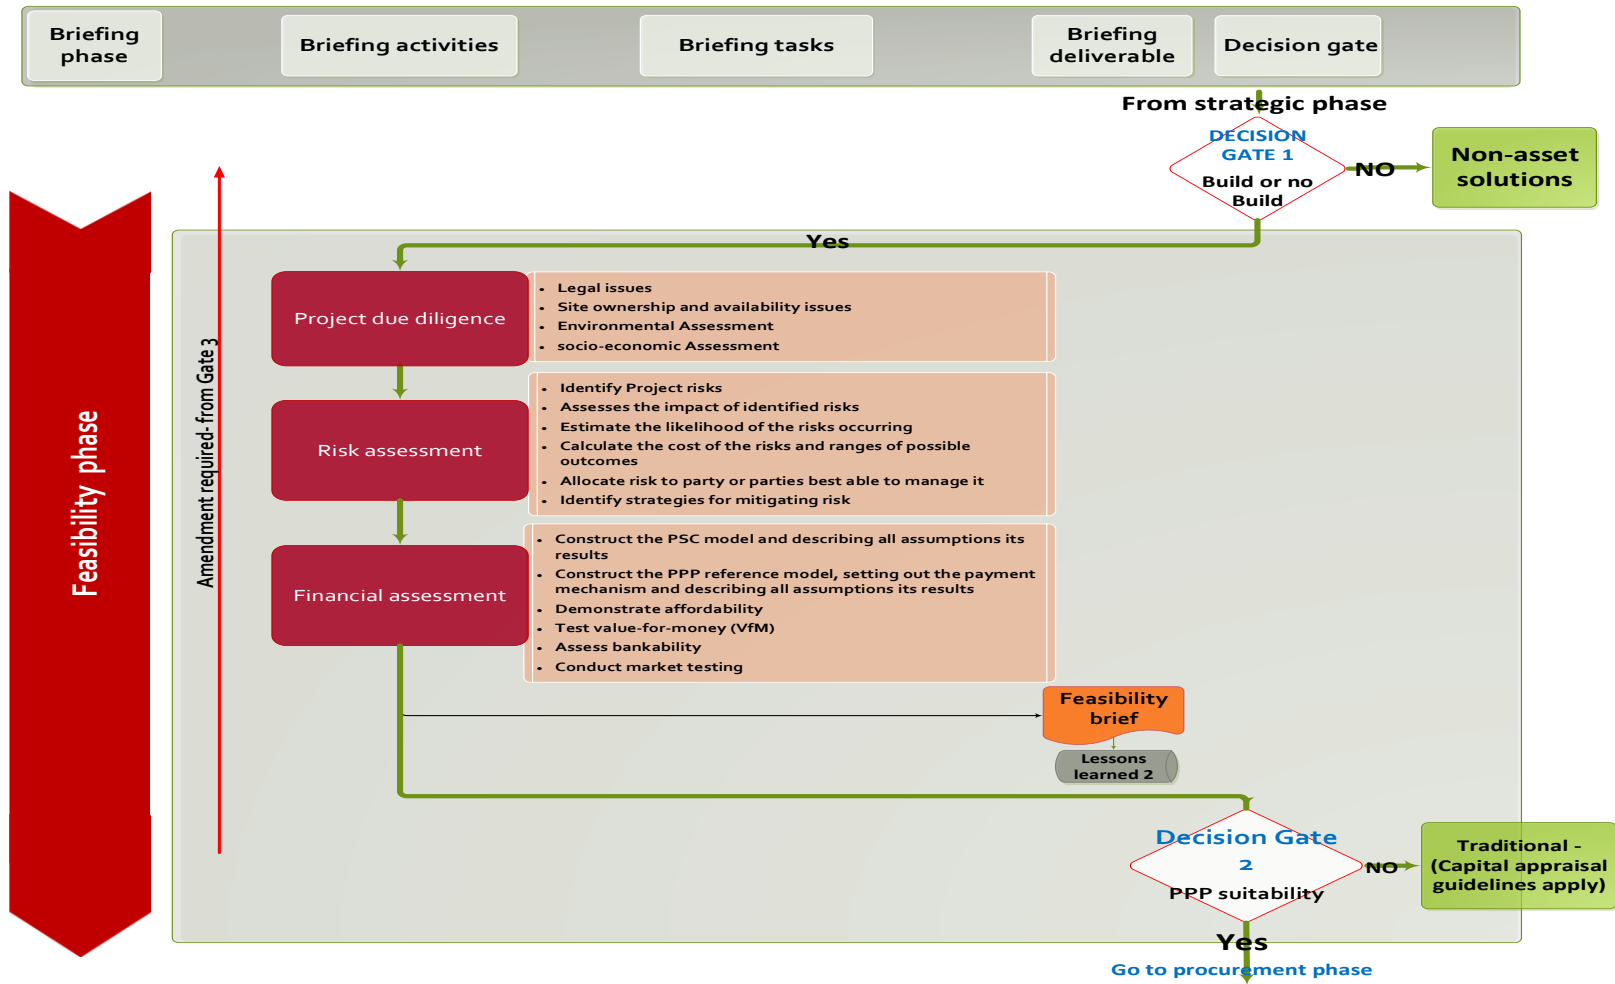 Briefing
phase
Briefing activities
Briefing tasks
Briefing
deliverable
Decision gate
From strategic phase
DECISION
GATE 1
Build or no
Build
NO
Non-asset
solutions
Yes
Feasibility phase
Amendment required- from Gate 3
Project due diligence
• Legal issues
• Site ownership and availability issues
• Environmental Assessment
• socio-economic Assessment
Risk assessment
• Identify Project risks
• Assesses the impact of identified risks
• Estimate the likelihood of the risks occurring
• Calculate the cost of the risks and ranges of possible
outcomes
• Allocate risk to party or parties best able to manage it
• Identify strategies for mitigating risk
Financial assessment
• Construct the PSC model and describing all assumptions its
results
• Construct the PPP reference model, setting out the payment
mechanism and describing all assumptions its results
• Demonstrate affordability
• Test value-for-money (VfM)
• Assess bankability
• Conduct market testing
Feasibility
brief
Lessons
learned 2
Decision Gate
2
PPP suitability
NO
Traditional -
(Capital appraisal
guidelines apply)
Yes
Go to procurement phase